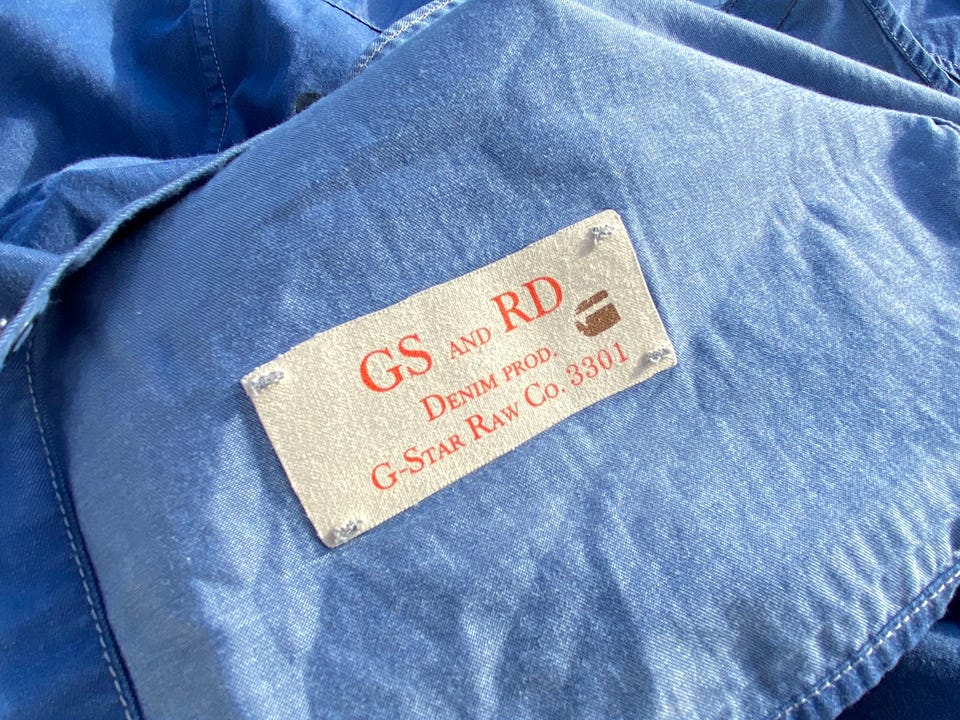 GS AND RD
DENIM PROD.
G-STAR RAW CO. 3301